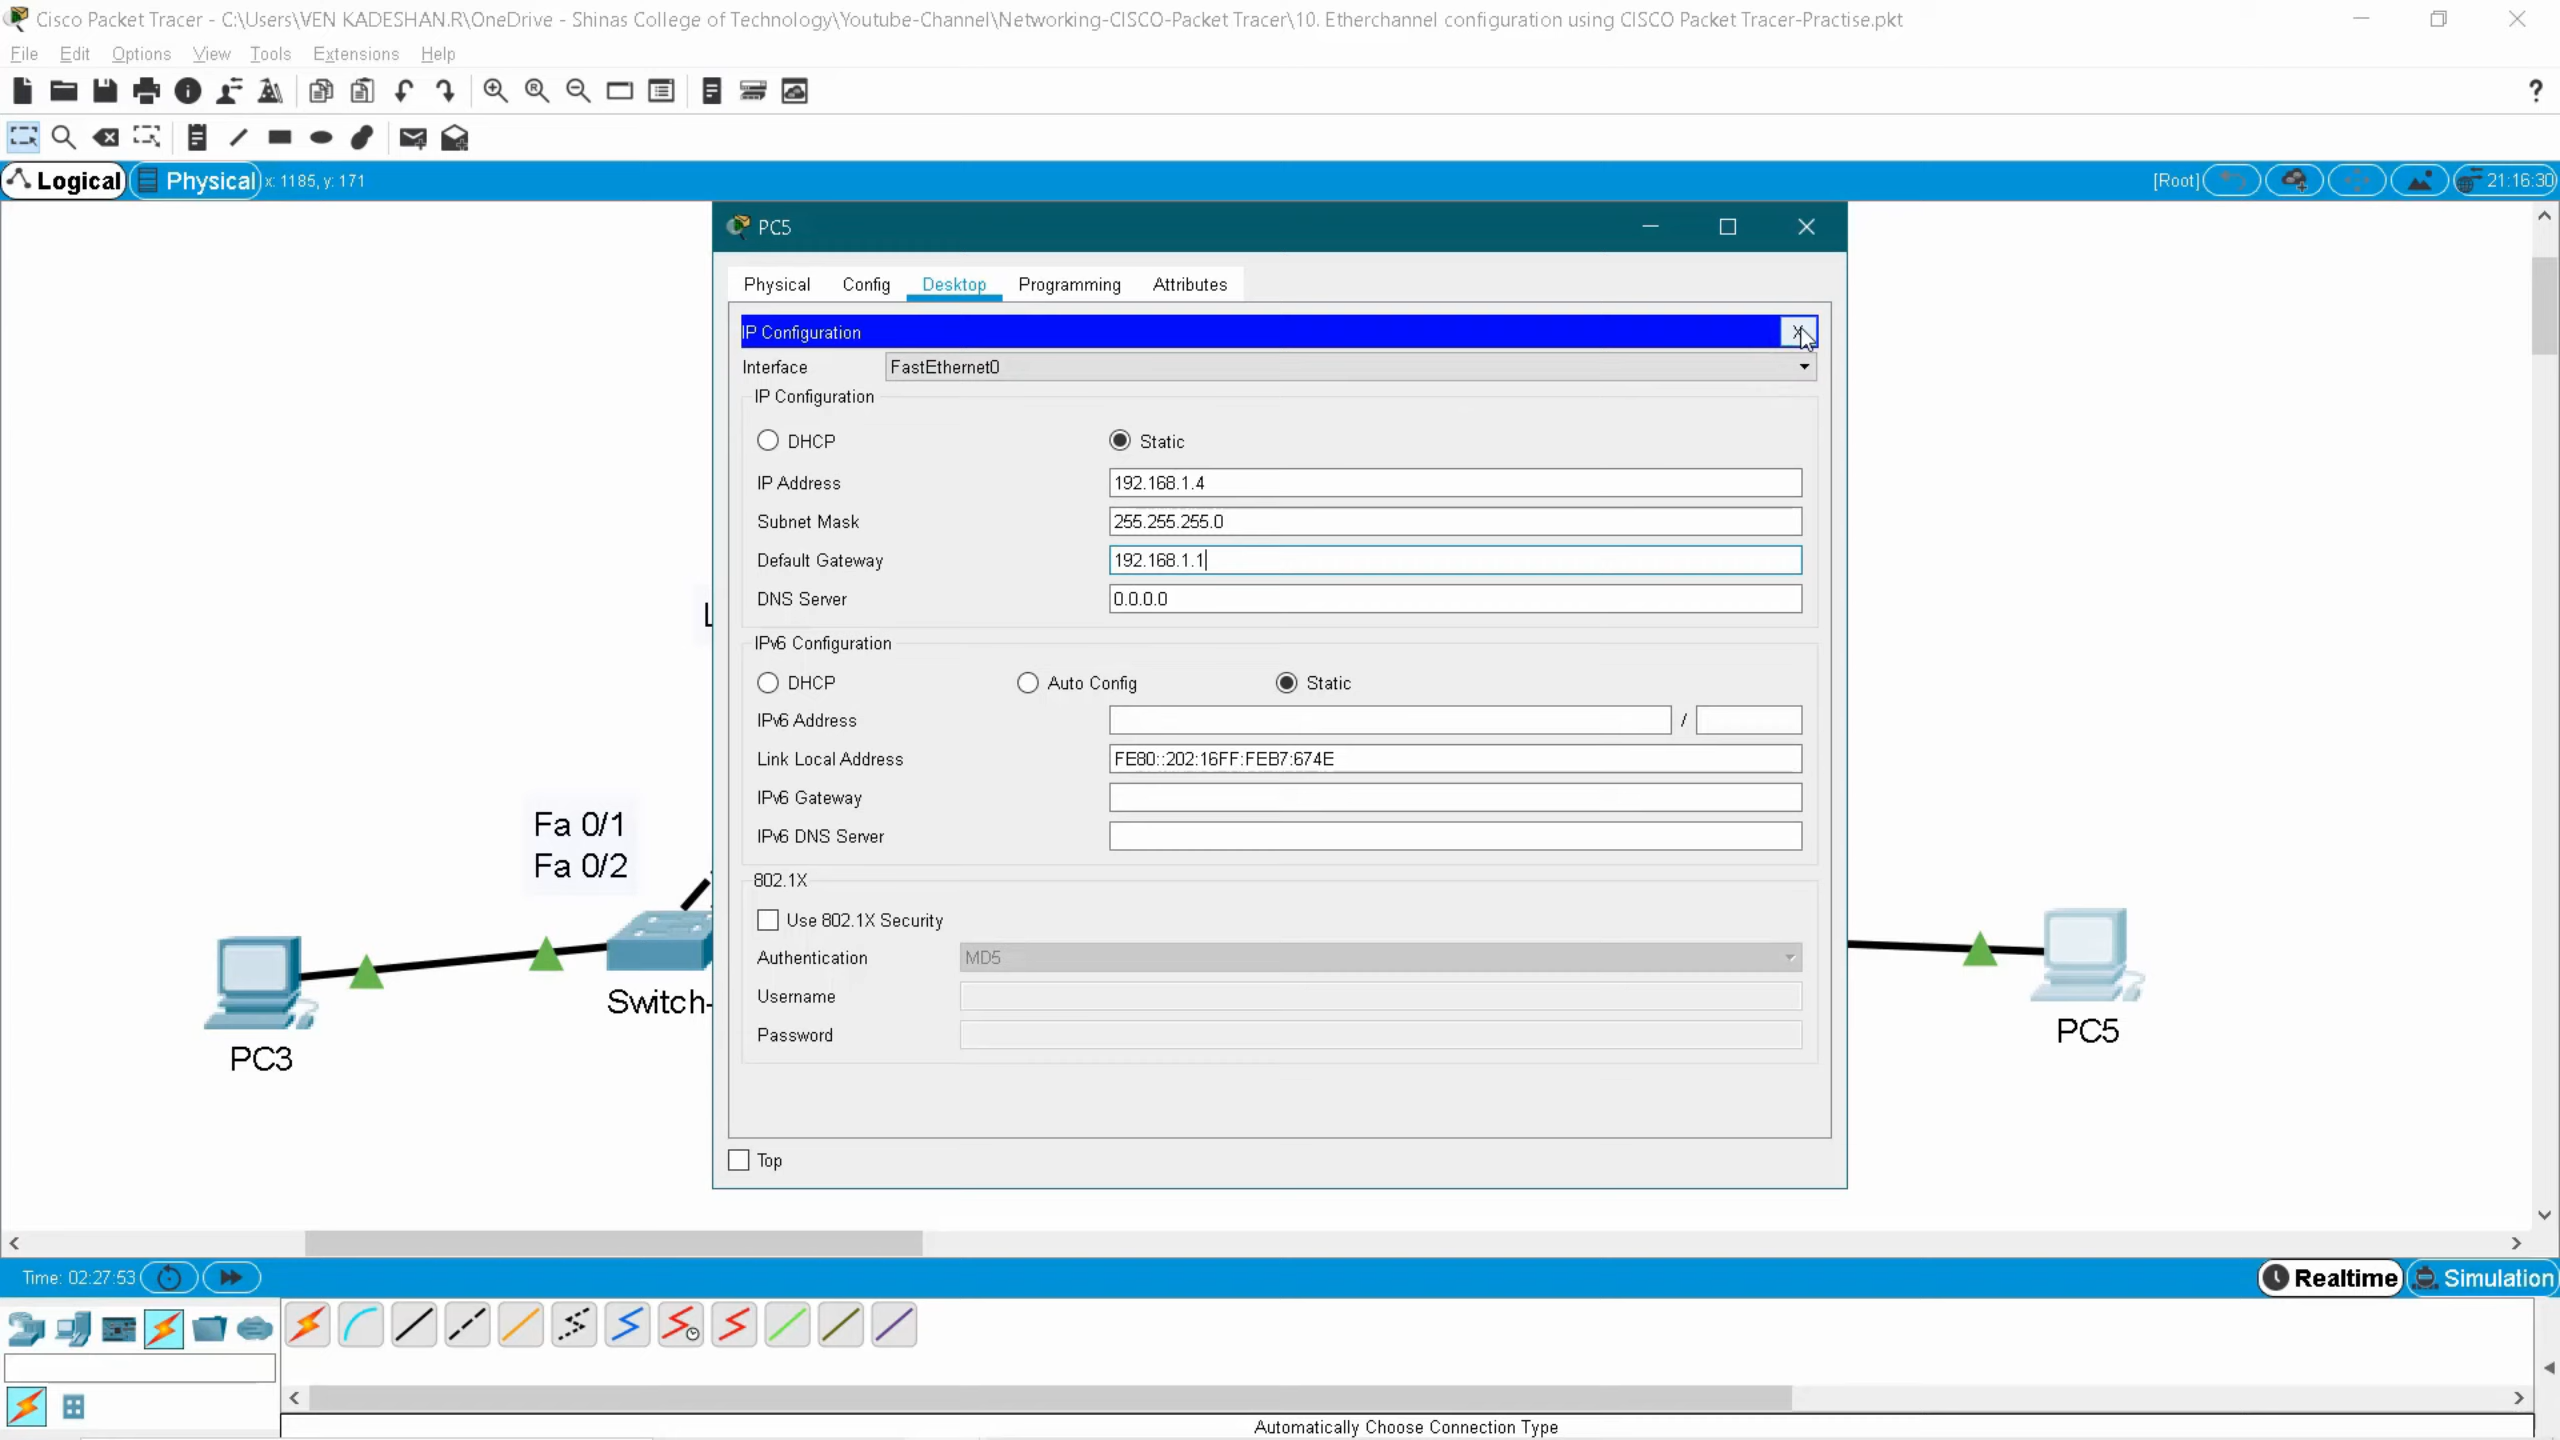 Cisco Packet Tracer - C:\Users\VEN KADESHAN.R\OneDrive - Shinas College of Technology\Youtube-Channel\Networking-CISCO-Packet Tracer\10. Etherchannel configuration using CISCO Packet Tracer-Practise.pkt
File Edit Options View Tools Extensions Help
Logical Physical x: 1185, y: 171 [Root] 21:16:30
PC5
Physical Config Desktop Programming Attributes
IP Configuration X
Interface FastEthernet0
IP Configuration
DHCP Static
IP Address 192.168.1.4
Subnet Mask 255.255.255.0
Default Gateway 192.168.1.1
DNS Server 0.0.0.0
IPv6 Configuration
DHCP Auto Config Static
IPv6 Address /
Link Local Address FE80::202:16FF:FEB7:674E
IPv6 Gateway
IPv6 DNS Server
802.1X
Use 802.1X Security
Authentication MD5
Username
Password
Top
Fa 0/1
Fa 0/2
Switch-
PC3
PC5
Time: 02:27:53 Realtime Simulation
Automatically Choose Connection Type